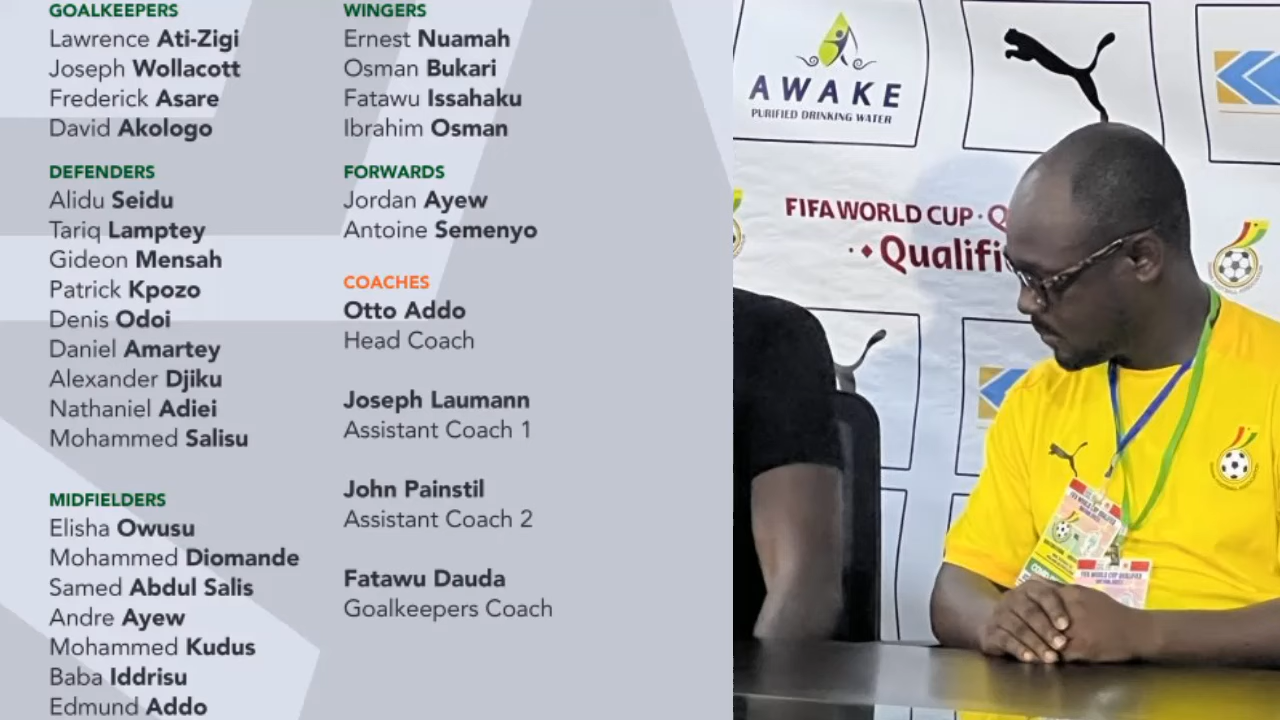 GOALKEEPERS
Lawrence Ati-Zigi
Joseph Wollacott
Frederick Asare
David Akologo
DEFENDERS
Alidu Seidu
Tariq Lamptey
Gideon Mensah
Patrick Kpozo
Denis Odoi
Daniel Amartey
Alexander Djiku
Nathaniel Adiei
Mohammed Salisu
MIDFIELDERS
Elisha Owusu
Mohammed Diomande
Samed Abdul Salis
Andre Ayew
Mohammed Kudus
Baba Iddrisu
Edmund Addo
WINGERS
Ernest Nuamah
Osman Bukari
Fatawu Issahaku
Ibrahim Osman
FORWARDS
Jordan Ayew
Antoine Semenyo
COACHES
Otto Addo
Head Coach
Joseph Laumann
Assistant Coach 1
John Painstil
Assistant Coach 2
Fatawu Dauda
Goalkeepers Coach
AWAKE
PURIFIED DRINKING WATER
FIFA WORLD CUP · Q
Qualifi
FIFA WORLD CUP QUALIFIER